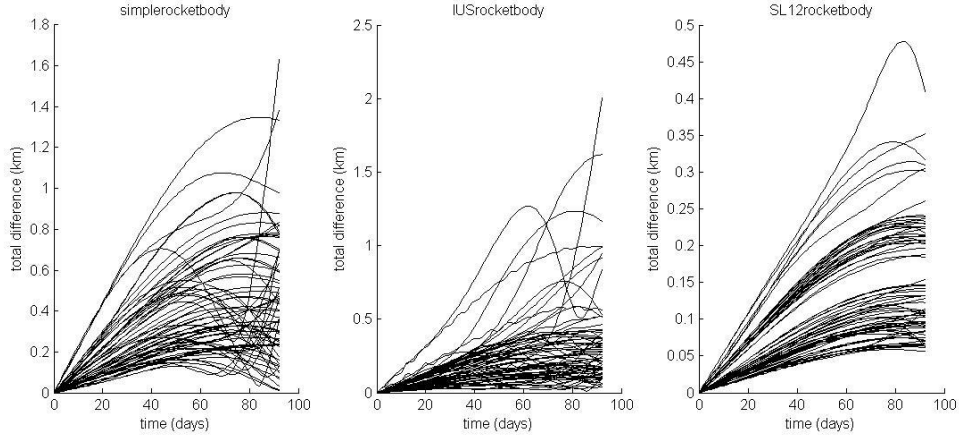 simplerocketbody
1.8
1.6
1.4
1.2
1
0.8
0.6
0.4
0.2
0
total difference (km)
0 20 40 60 80 100
time (days)
IUSrocketbody
2.5
2
1.5
1
0.5
0
total difference (km)
0 20 40 60 80 100
time (days)
SL12rocketbody
0.5
0.45
0.4
0.35
0.3
0.25
0.2
0.15
0.1
0.05
0
total difference (km)
0 20 40 60 80 100
time (days)